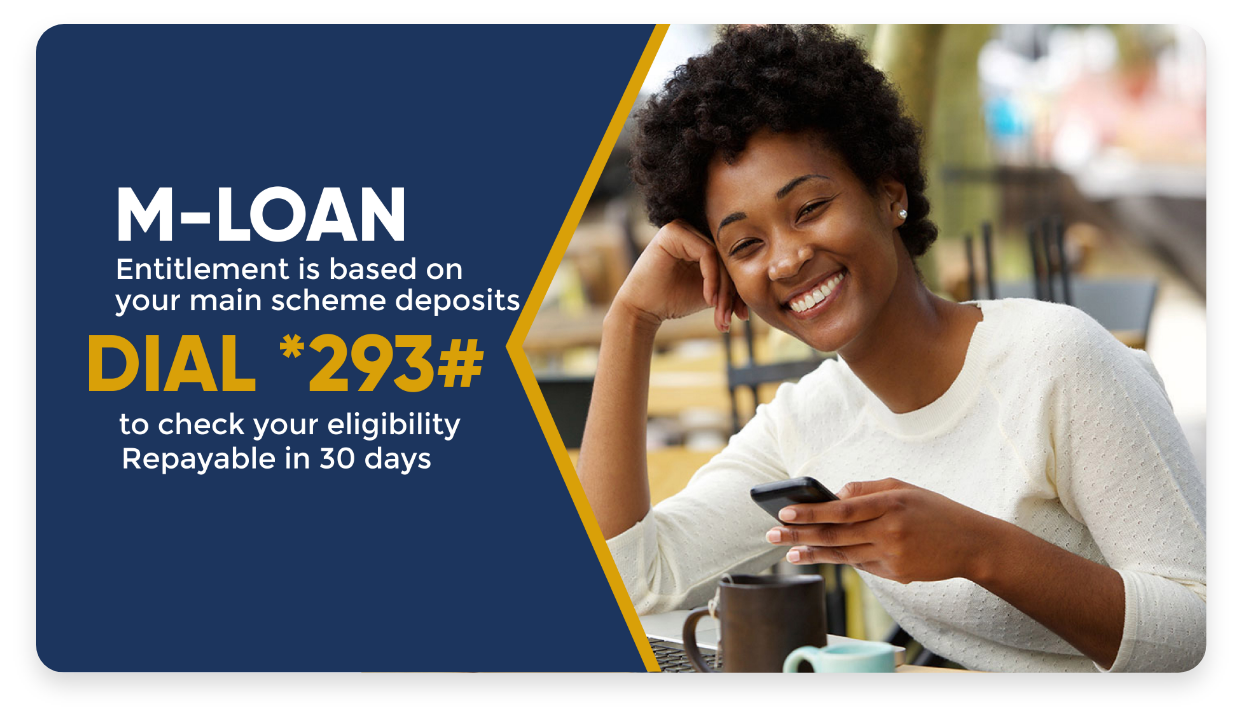 M-LOAN
Entitlement is based on
your main scheme deposits
DIAL *293#
to check your eligibility
Repayable in 30 days